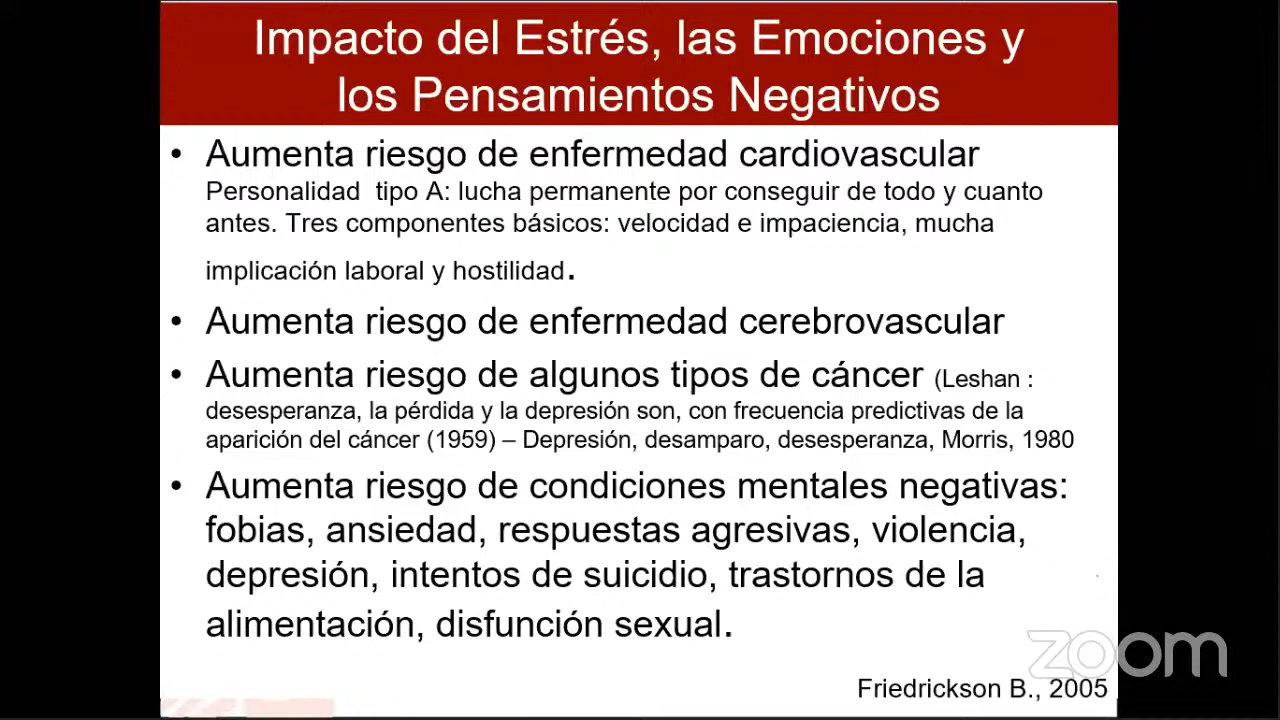 Impacto del Estrés, las Emociones y
los Pensamientos Negativos
• Aumenta riesgo de enfermedad cardiovascular
Personalidad tipo A: lucha permanente por conseguir de todo y cuanto
antes. Tres componentes básicos: velocidad e impaciencia, mucha
implicación laboral y hostilidad.
• Aumenta riesgo de enfermedad cerebrovascular
• Aumenta riesgo de algunos tipos de cáncer (Leshan :
desesperanza, la pérdida y la depresión son, con frecuencia predictivas de la
aparición del cáncer (1959) – Depresión, desamparo, desesperanza, Morris, 1980
• Aumenta riesgo de condiciones mentales negativas:
fobias, ansiedad, respuestas agresivas, violencia,
depresión, intentos de suicidio, trastornos de la
alimentación, disfunción sexual.
zoom
Friedrickson B., 2005